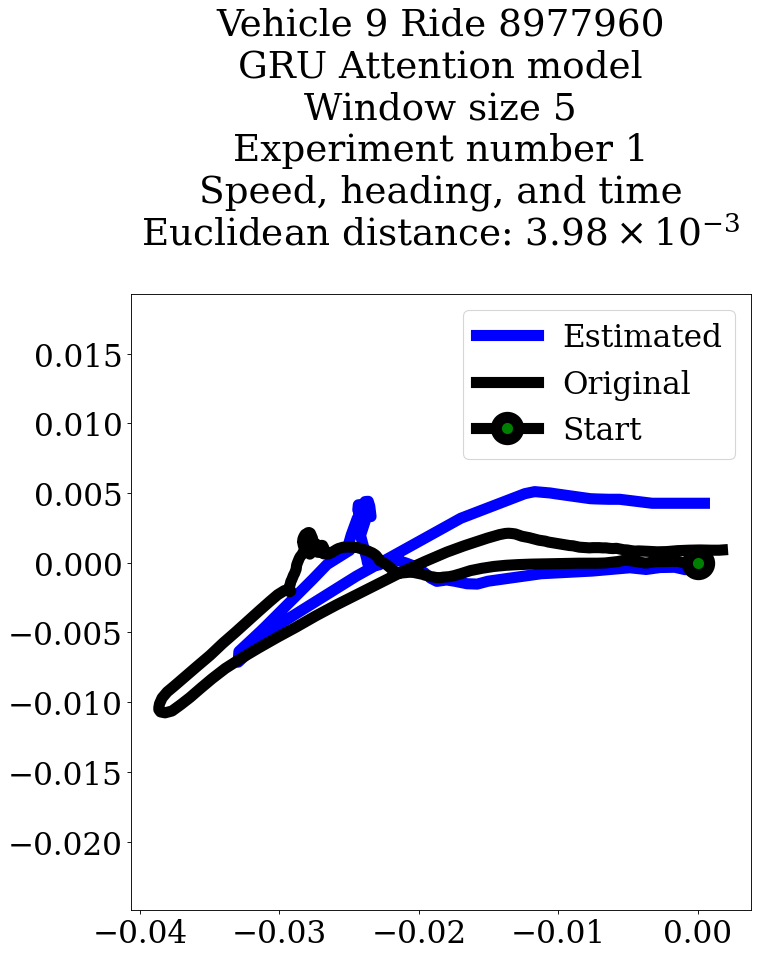 Vehicle 9 Ride 8977960
GRU Attention model
Window size 5
Experiment number 1
Speed, heading, and time
Euclidean distance: 3.98 × 10⁻³
Estimated
Original
Start
0.015
0.010
0.005
0.000
−0.005
−0.010
−0.015
−0.020
−0.04 −0.03 −0.02 −0.01 0.00